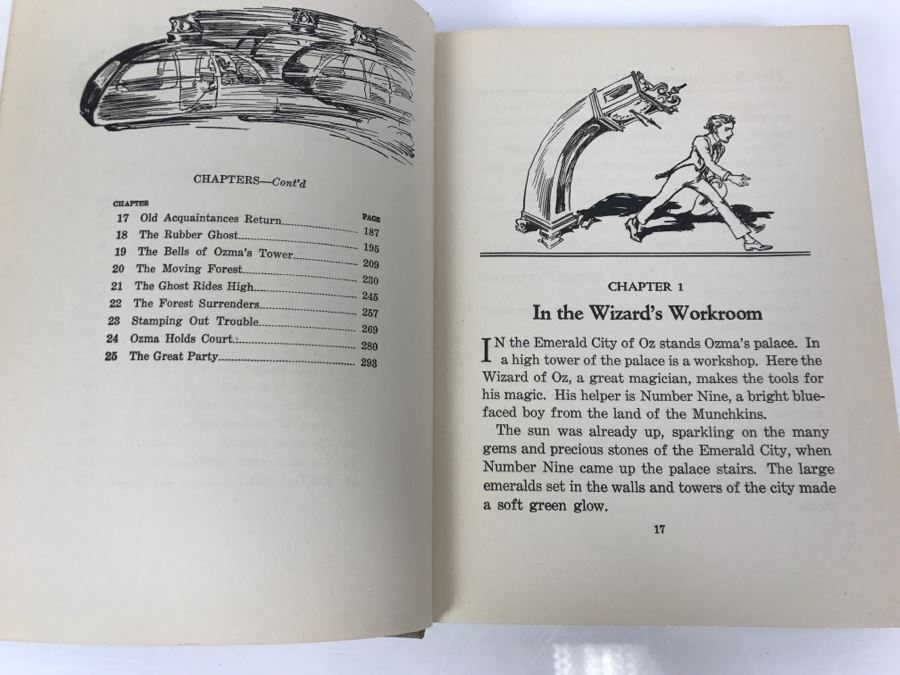 CHAPTERS—Cont'd
CHAPTER PAGE
17 Old Acquaintances Return 187
18 The Rubber Ghost 195
19 The Bells of Ozma's Tower 209
20 The Moving Forest 230
21 The Ghost Rides High 245
22 The Forest Surrenders 257
23 Stamping Out Trouble 269
24 Ozma Holds Court 280
25 The Great Party 293
CHAPTER 1
In the Wizard's Workroom
IN the Emerald City of Oz stands Ozma's palace. In
a high tower of the palace is a workshop. Here the
Wizard of Oz, a great magician, makes the tools for
his magic. His helper is Number Nine, a bright blue-
faced boy from the land of the Munchkins.
The sun was already up, sparkling on the many
gems and precious stones of the Emerald City, when
Number Nine came up the palace stairs. The large
emeralds set in the walls and towers of the city made
a soft green glow.
17